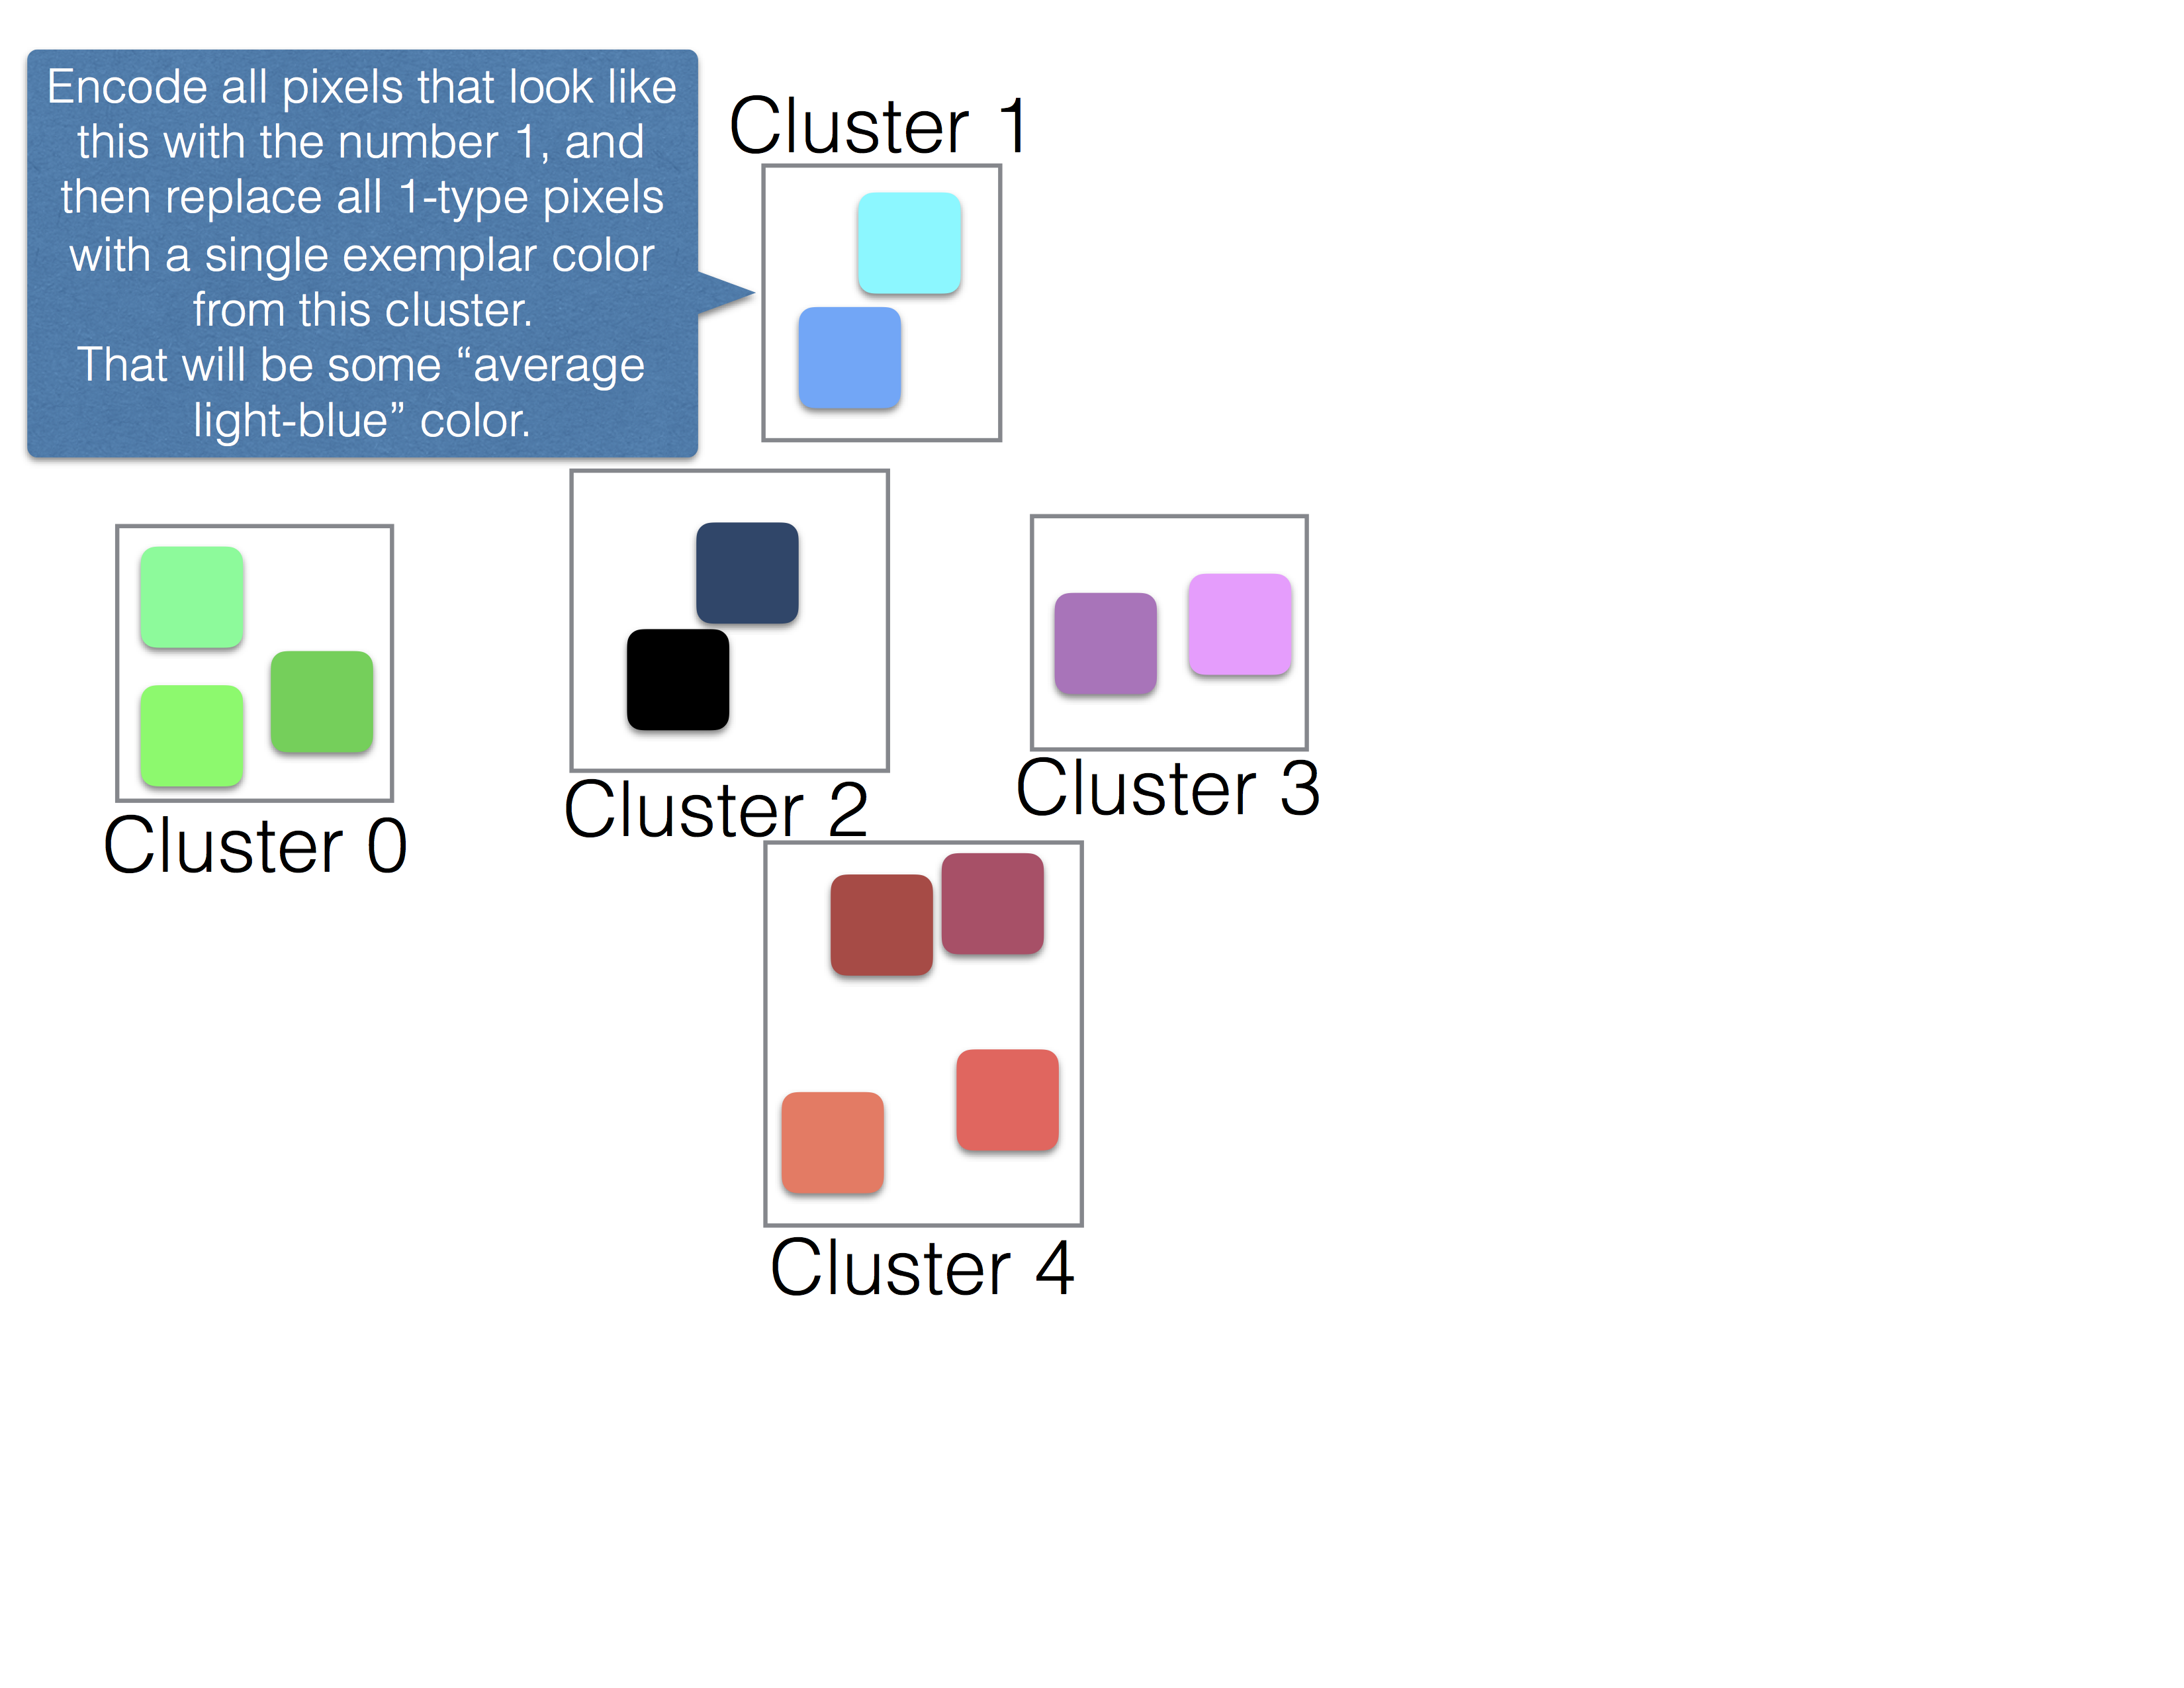 Encode all pixels that look like
this with the number 1, and
then replace all 1-type pixels
with a single exemplar color
from this cluster.
That will be some “average
light-blue” color.
Cluster 1
Cluster 0
Cluster 2
Cluster 3
Cluster 4